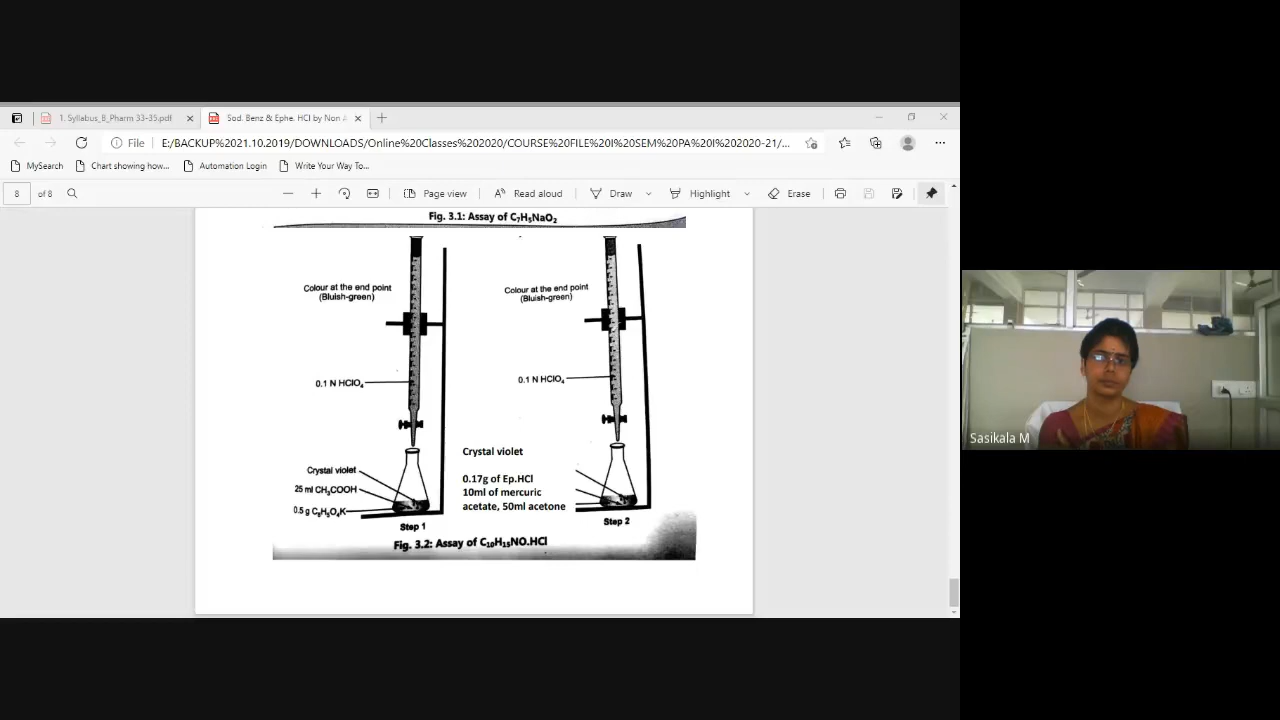 1. Syllabus_B_Pharm 33-35.pdf
Sod. Benz & Ephe. HCl by Non A
File
E:/BACKUP%2021.10.2019/DOWNLOADS/Online%20Classes%202020/COURSE%20FILE%20I%20SEM%20PA%20I%202020-21/...
MySearch
Chart showing how...
Automation Login
Write Your Way To...
8 of 8
Page view
Read aloud
Draw
Highlight
Erase
Fig. 3.1: Assay of C₇H₅NaO₂
Colour at the end point
(Bluish-green)
0.1 N HClO₄
Crystal violet
25 ml CH₃COOH
0.5 g C₈H₅O₄K
Step 1
Colour at the end point
(Bluish-green)
0.1 N HClO₄
Crystal violet
0.17g of Ep.HCl
10ml of mercuric
acetate, 50ml acetone
Step 2
Fig. 3.2: Assay of C₁₀H₁₅NO.HCl
Sasikala M